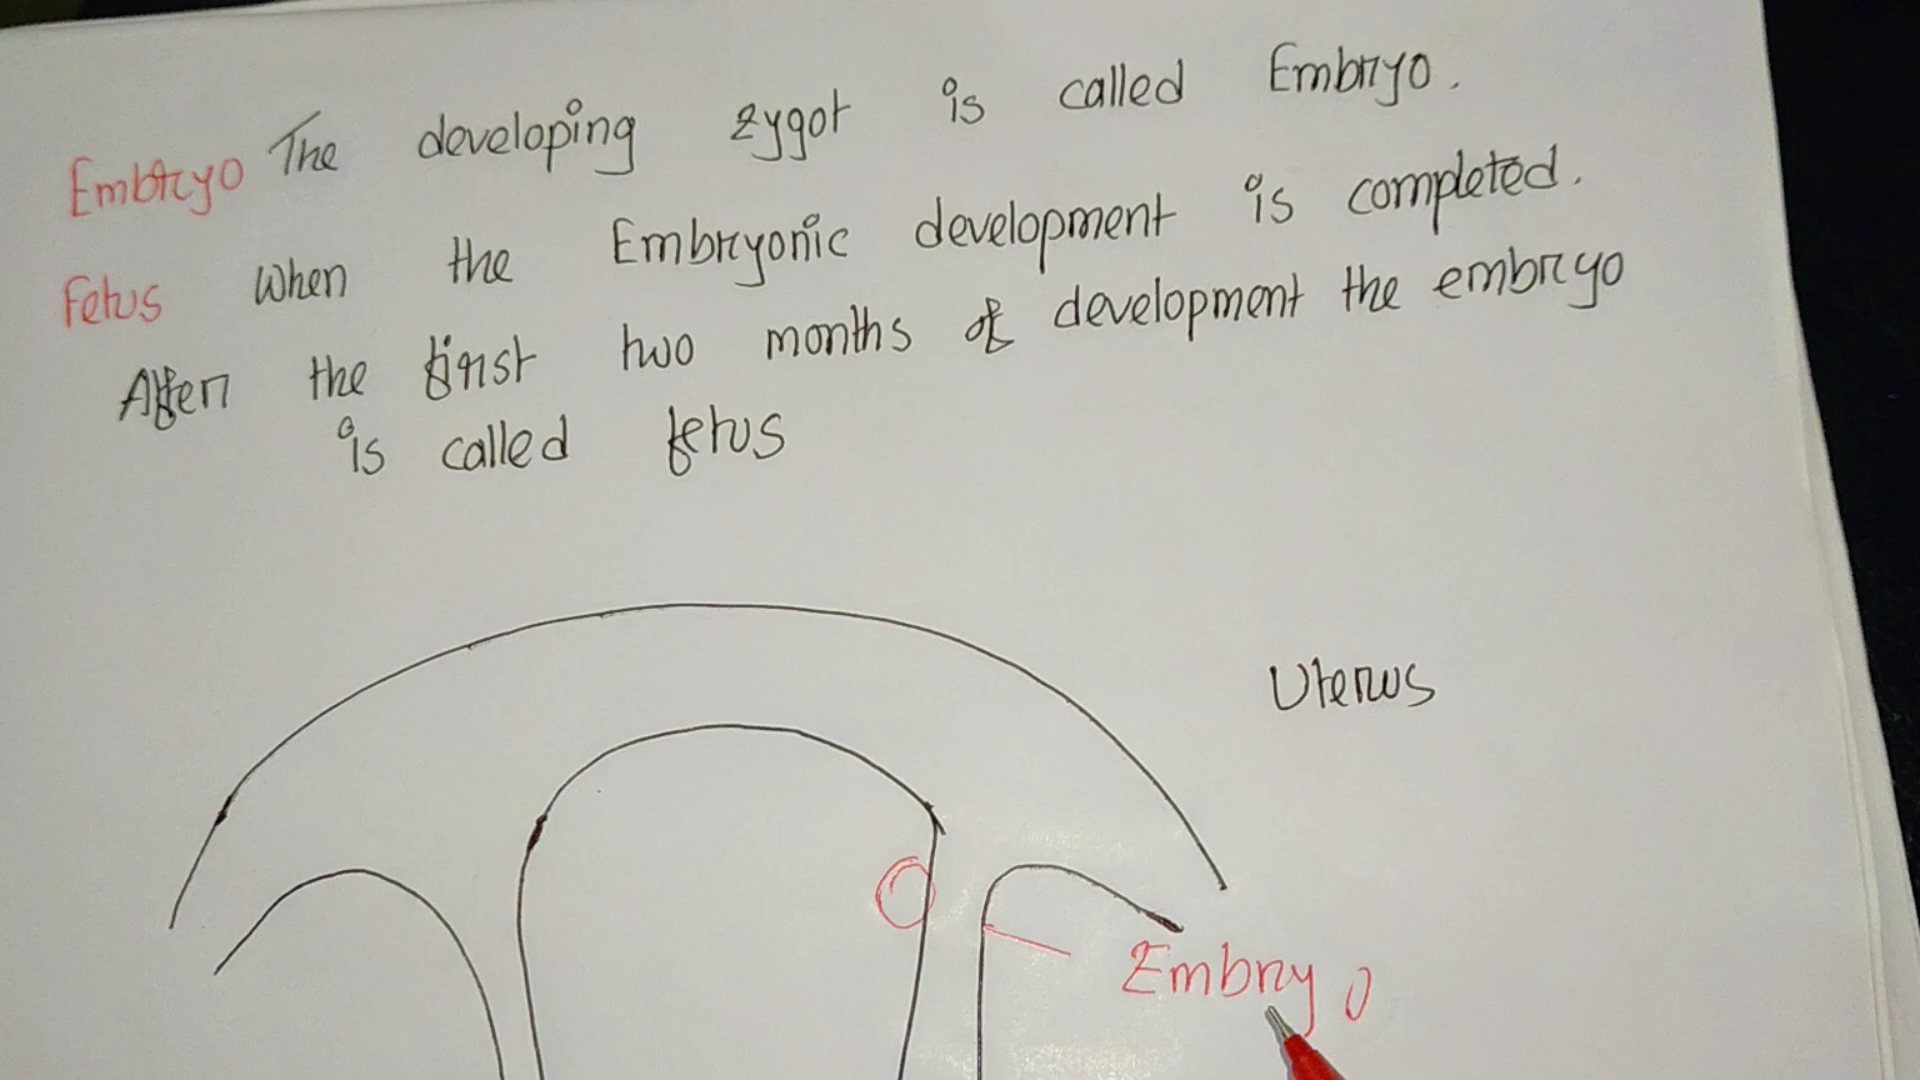 Embryo The developing zygot is called Embryo.
Fetus When the Embryonic development is completed.
After the first two months of development the embryo
is called fetus
Uterus
Embryo